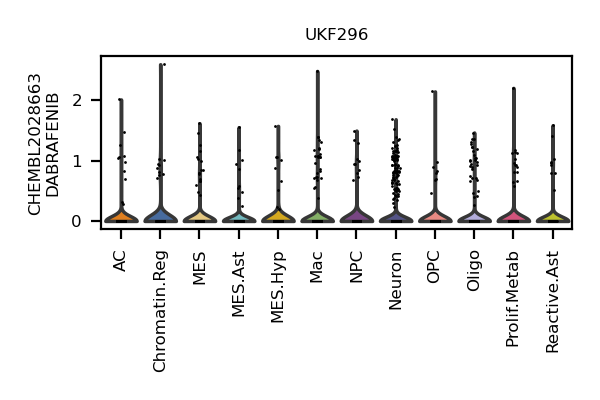 UKF296
CHEMBL2028663
DABRAFENIB
2
1
0
AC
Chromatin.Reg
MES
MES.Ast
MES.Hyp
Mac
NPC
Neuron
OPC
Oligo
Prolif.Metab
Reactive.Ast